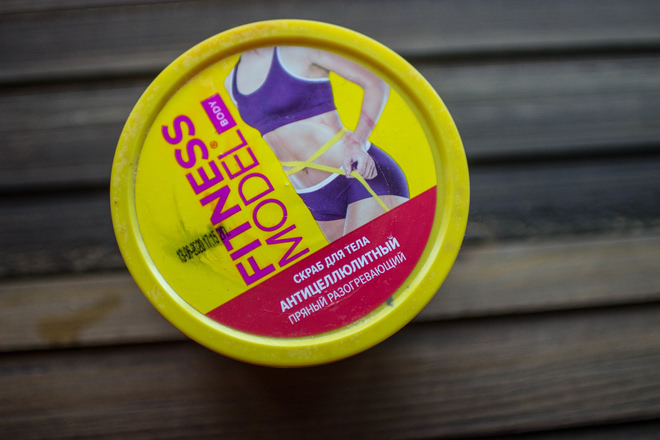 BODY
FITNESS®
MODEL
СКРАБ ДЛЯ ТЕЛА
АНТИЦЕЛЛЮЛИТНЫЙ
ПРЯНЫЙ РАЗОГРЕВАЮЩИЙ